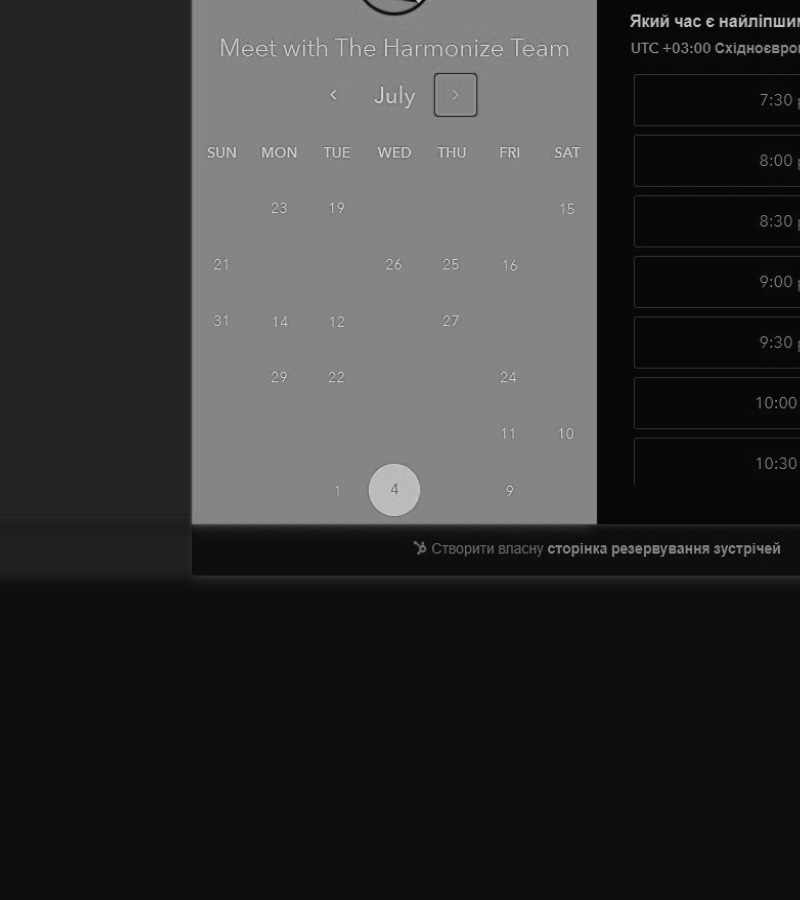 Meet with The Harmonize Team
July
SUN MON TUE WED THU FRI SAT
23 19 15
21 26 25 16
31 14 12 27
29 22 24
11 10
1 4 9
Який час є
UTC +03:00
7:30
8:00
8:30
9:00
9:30
10:00
10:30
Створити власну сторінка резервування зустрічей